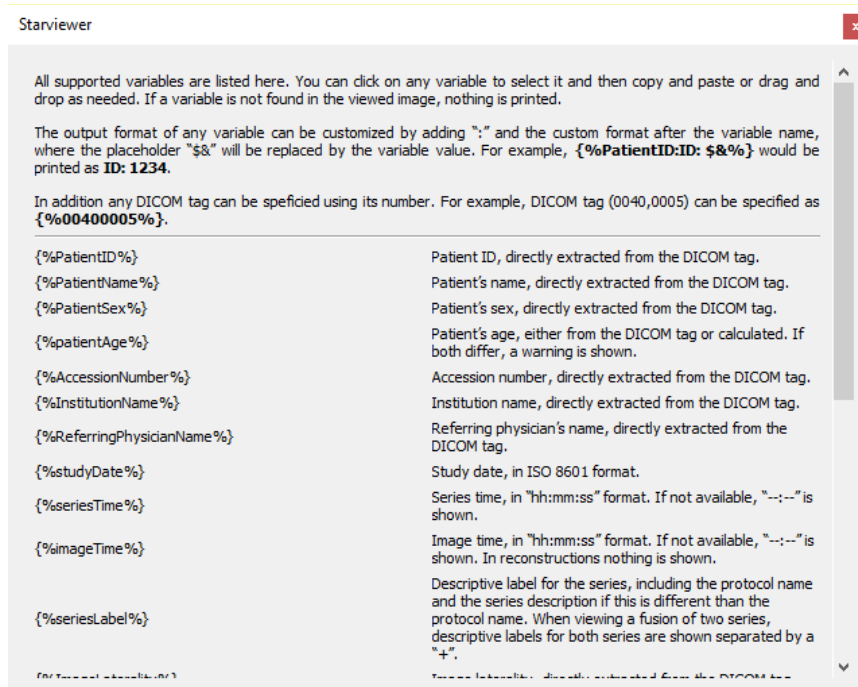 Starviewer
All supported variables are listed here. You can click on any variable to select it and then copy and paste or drag and
drop as needed. If a variable is not found in the viewed image, nothing is printed.
The output format of any variable can be customized by adding ":" and the custom format after the variable name,
where the placeholder "$&" will be replaced by the variable value. For example, {%PatientID:ID: $&%} would be
printed as ID: 1234.
In addition any DICOM tag can be speficied using its number. For example, DICOM tag (0040,0005) can be specified as
{%00400005%}.
{%PatientID%} Patient ID, directly extracted from the DICOM tag.
{%PatientName%} Patient's name, directly extracted from the DICOM tag.
{%PatientSex%} Patient's sex, directly extracted from the DICOM tag.
{%patientAge%} Patient's age, either from the DICOM tag or calculated. If
both differ, a warning is shown.
{%AccessionNumber%} Accession number, directly extracted from the DICOM tag.
{%InstitutionName%} Institution name, directly extracted from the DICOM tag.
{%ReferringPhysicianName%} Referring physician's name, directly extracted from the
DICOM tag.
{%studyDate%} Study date, in ISO 8601 format.
{%seriesTime%} Series time, in "hh:mm:ss" format. If not available, "--:--" is
shown.
{%imageTime%} Image time, in "hh:mm:ss" format. If not available, "--:--" is
shown. In reconstructions nothing is shown.
{%seriesLabel%} Descriptive label for the series, including the protocol name
and the series description if this is different than the
protocol name. When viewing a fusion of two series,
descriptive labels for both series are shown separated by a
"+".
{%ImageLaterality%} Image laterality, directly extracted from the DICOM tag.